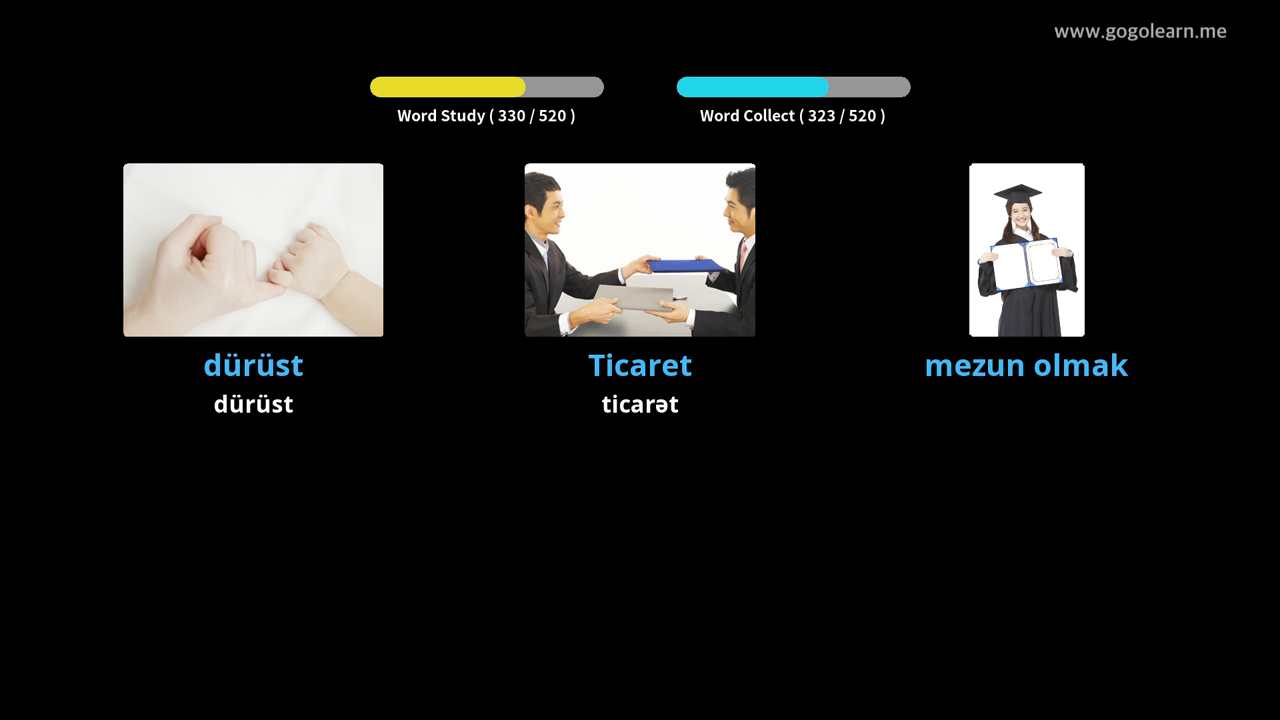 www.gogolearn.me
Word Study ( 330 / 520 )
Word Collect ( 323 / 520 )
dürüst
Ticaret
mezun olmak
dürüst
ticarət